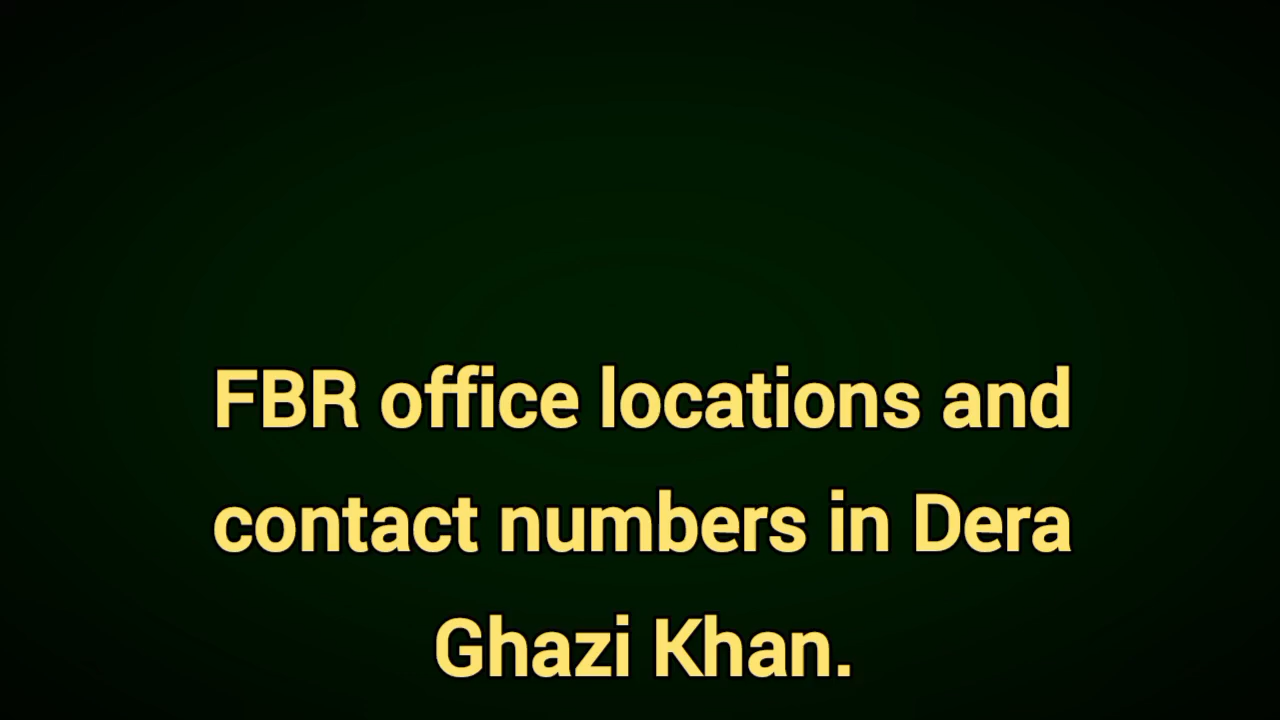 FBR office locations and
contact numbers in Dera
Ghazi Khan.